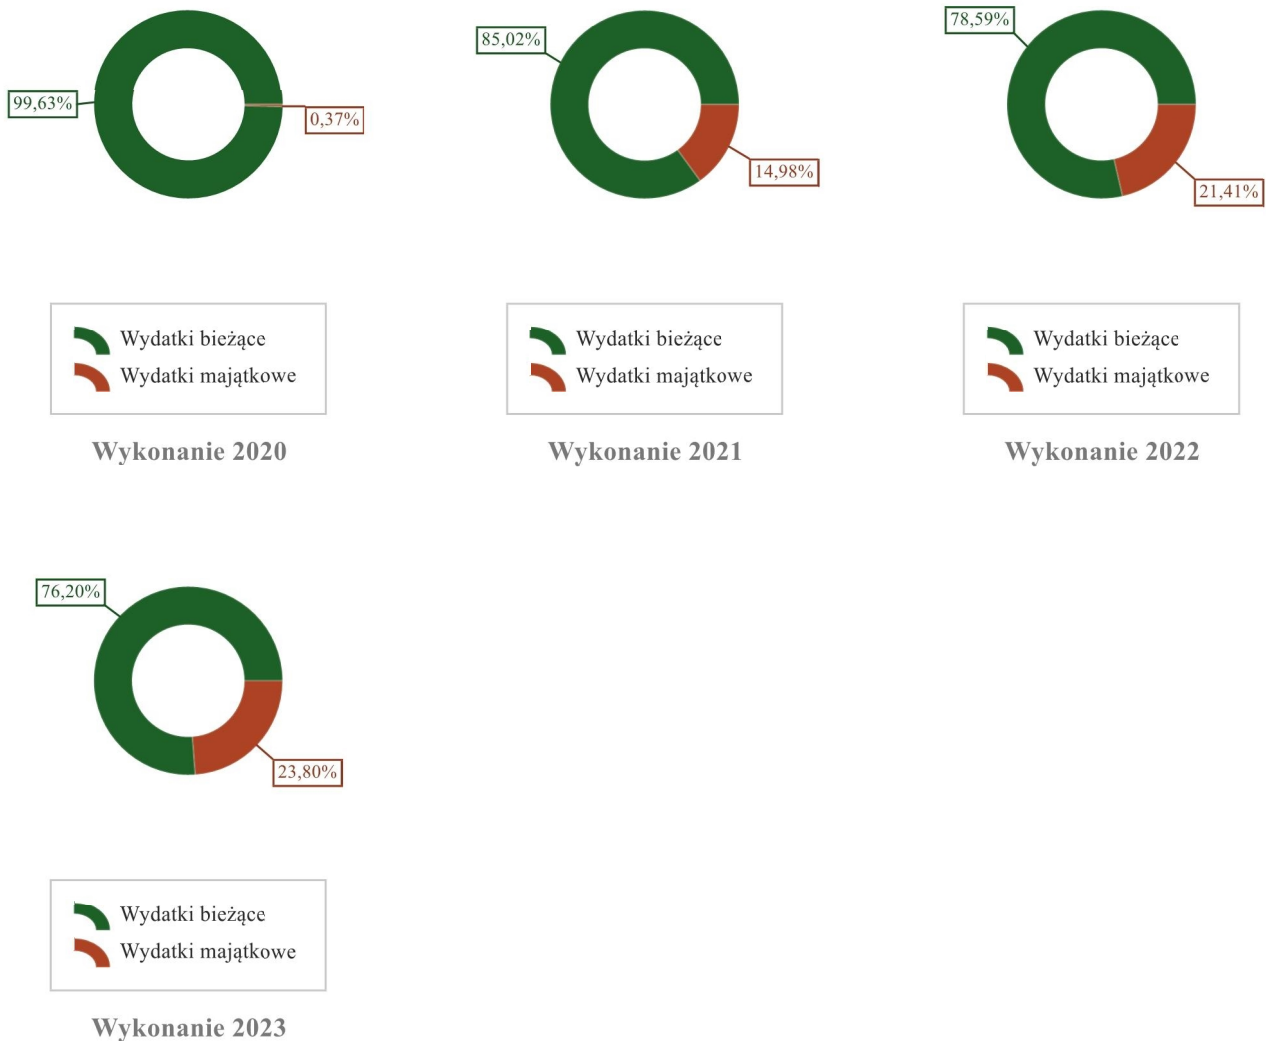 99,63%
0,37%
Wydatki bieżące
Wydatki majątkowe
Wykonanie 2020
85,02%
14,98%
Wydatki bieżące
Wydatki majątkowe
Wykonanie 2021
78,59%
21,41%
Wydatki bieżące
Wydatki majątkowe
Wykonanie 2022
76,20%
23,80%
Wydatki bieżące
Wydatki majątkowe
Wykonanie 2023